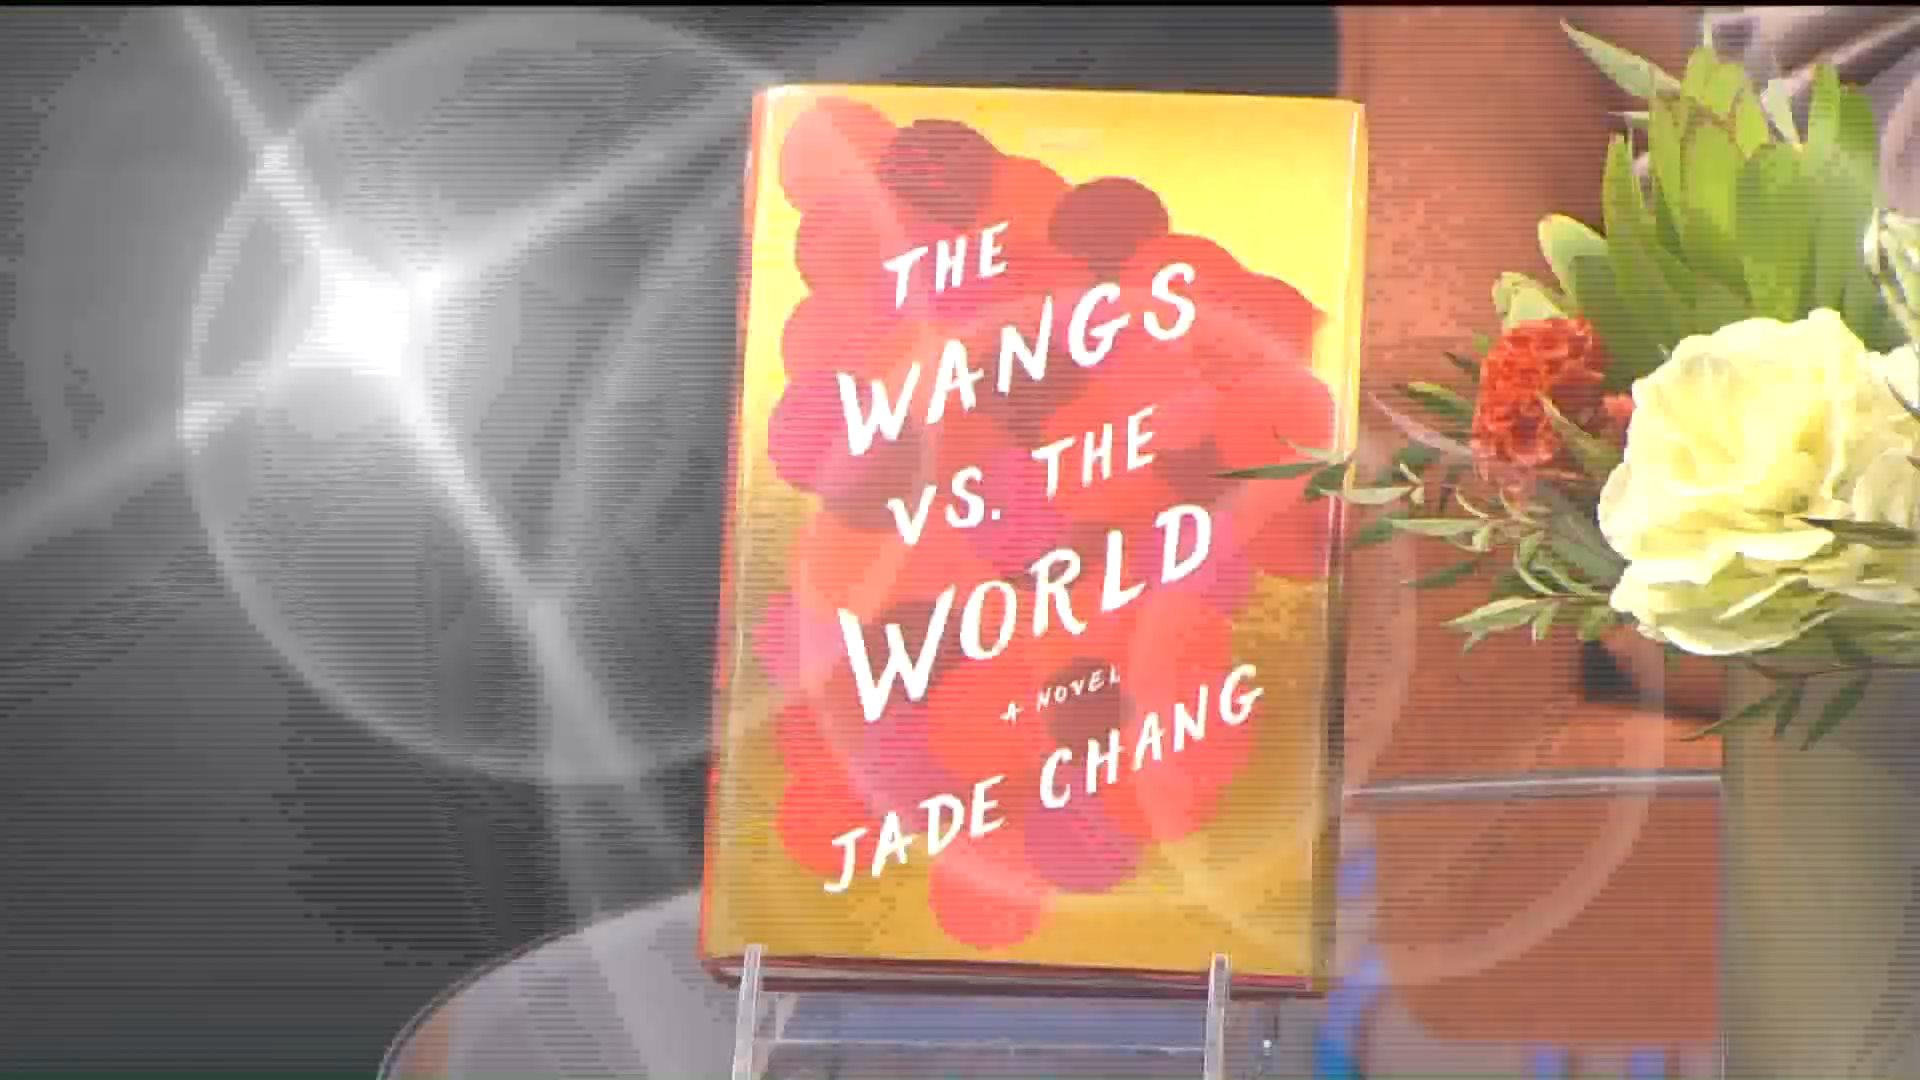 THE
WANGS
VS. THE
WORLD
A NOVEL
JADE CHANG